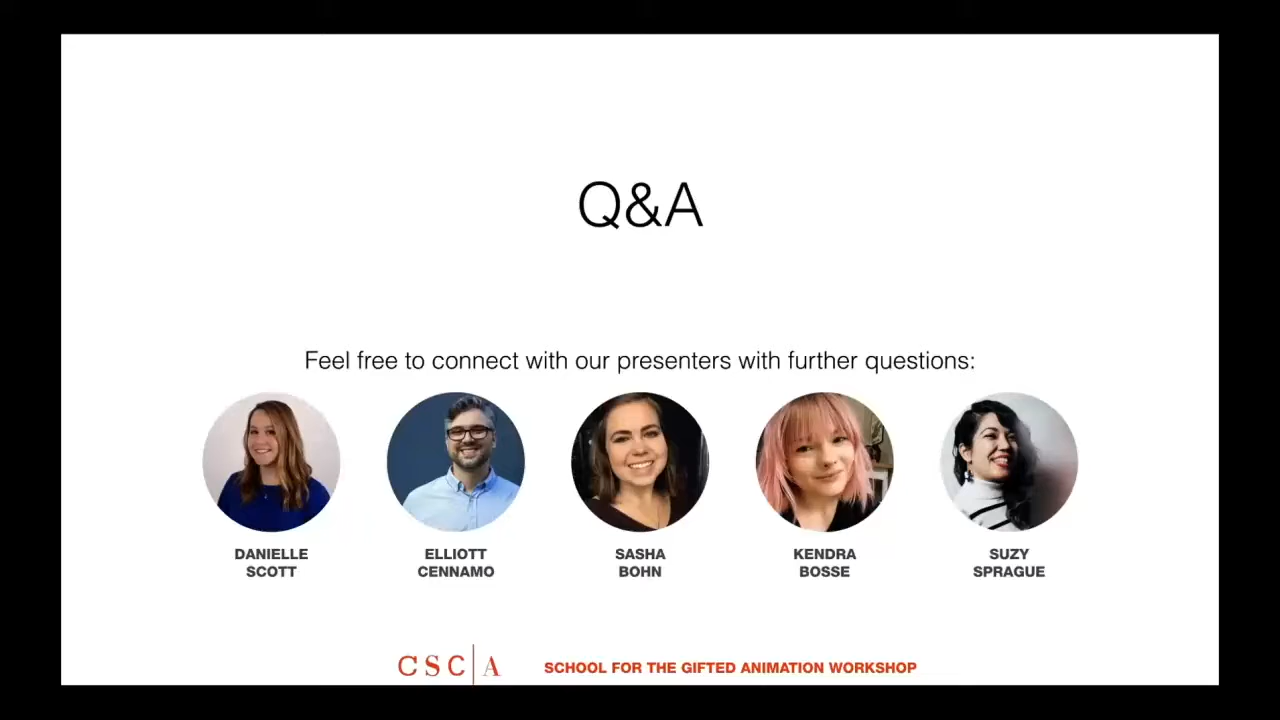 Q&A
Feel free to connect with our presenters with further questions:
DANIELLE
SCOTT
ELLIOTT
CENNAMO
SASHA
BOHN
KENDRA
BOSSE
SUZY
SPRAGUE
CSC|A
SCHOOL FOR THE GIFTED ANIMATION WORKSHOP